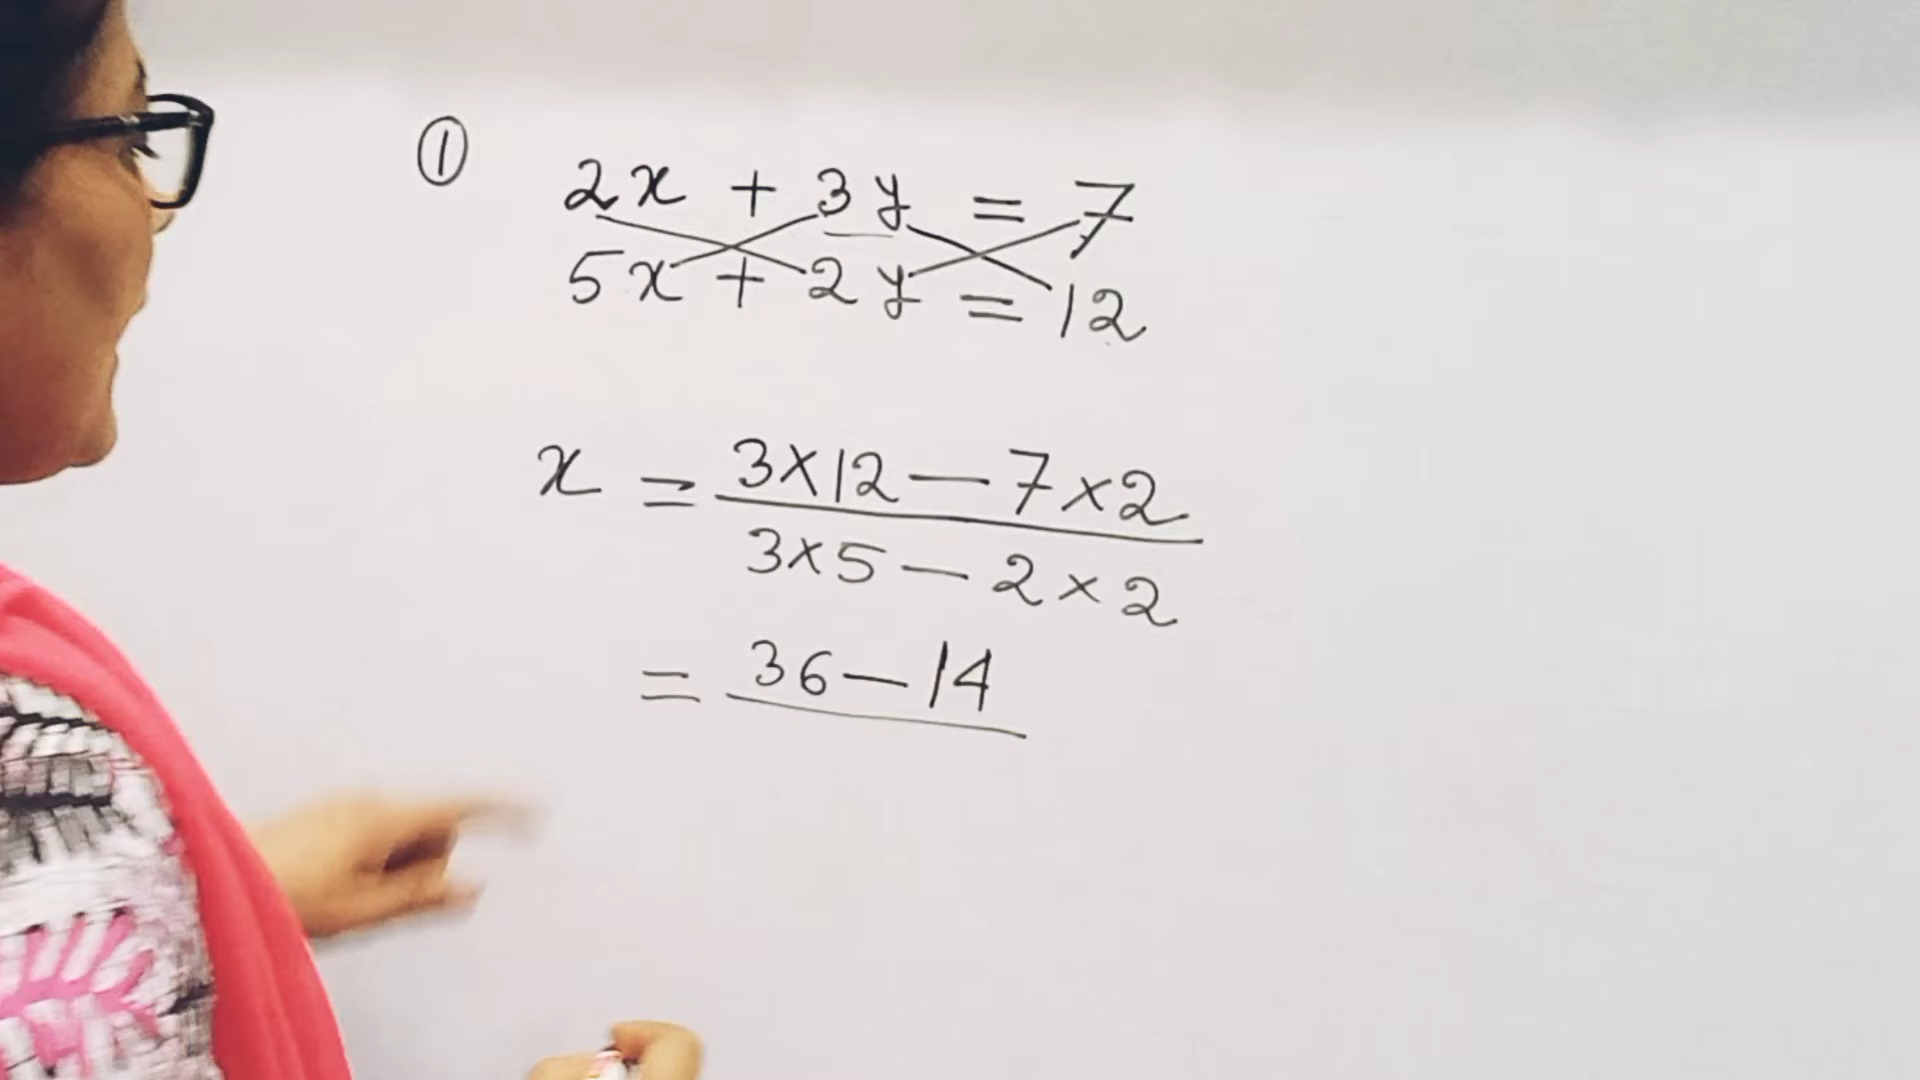 ①
2x + 3y = 7
5x + 2y = 12
x = 3×12 — 7×2
3×5 — 2×2
= 36 — 14